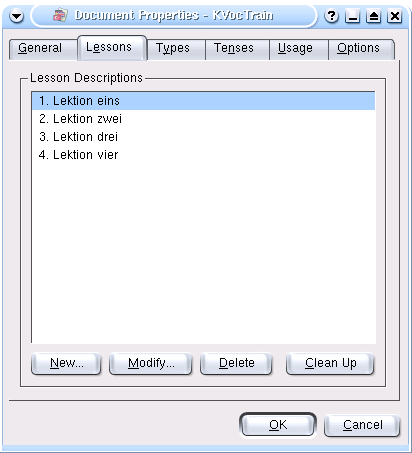 Document Properties - KVocTrain
General Lessons Types Tenses Usage Options
Lesson Descriptions
1. Lektion eins
2. Lektion zwei
3. Lektion drei
4. Lektion vier
New... Modify... Delete Clean Up
OK Cancel